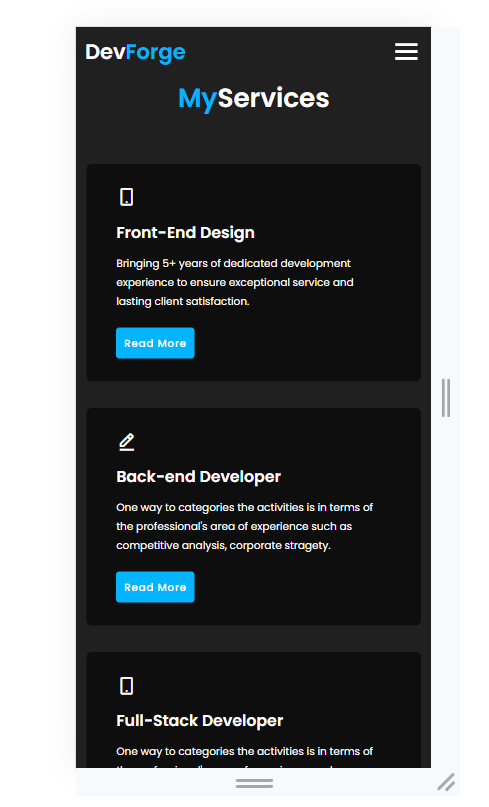 DevForge
MyServices
Front-End Design
Bringing 5+ years of dedicated development
experience to ensure exceptional service and
lasting client satisfaction.
Read More
Back-end Developer
One way to categories the activities is in terms of
the professional's area of experience such as
competitive analysis, corporate stragety.
Read More
Full-Stack Developer
One way to categories the activities is in terms of